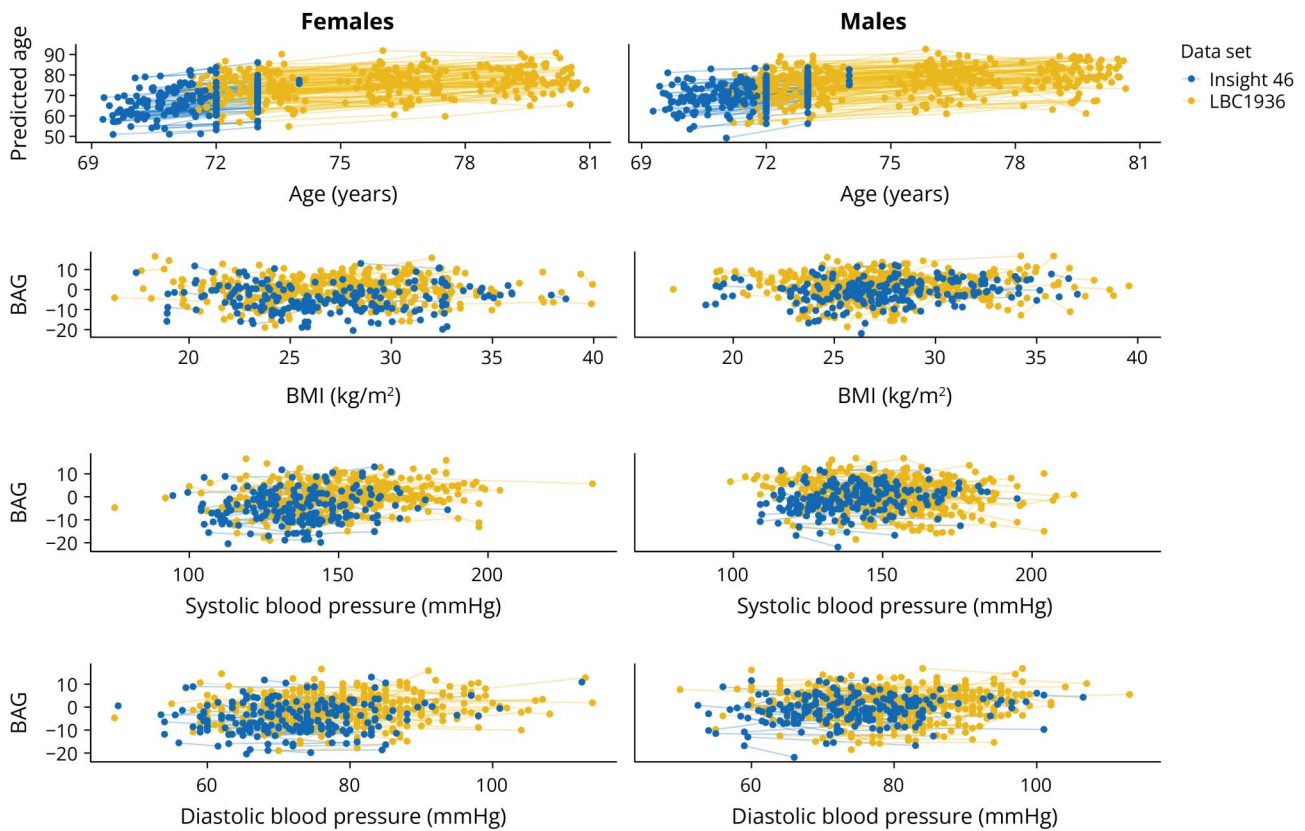 Females
Males
Data set
Insight 46
LBC1936
Predicted age
90
80
70
60
50
69
72
75
78
81
69
72
75
78
81
Age (years)
Age (years)
BAG
10
0
−10
−20
20
25
30
35
40
20
25
30
35
40
BMI (kg/m²)
BMI (kg/m²)
BAG
10
0
−10
−20
100
150
200
100
150
200
Systolic blood pressure (mmHg)
Systolic blood pressure (mmHg)
BAG
10
0
−10
−20
60
80
100
60
80
100
Diastolic blood pressure (mmHg)
Diastolic blood pressure (mmHg)